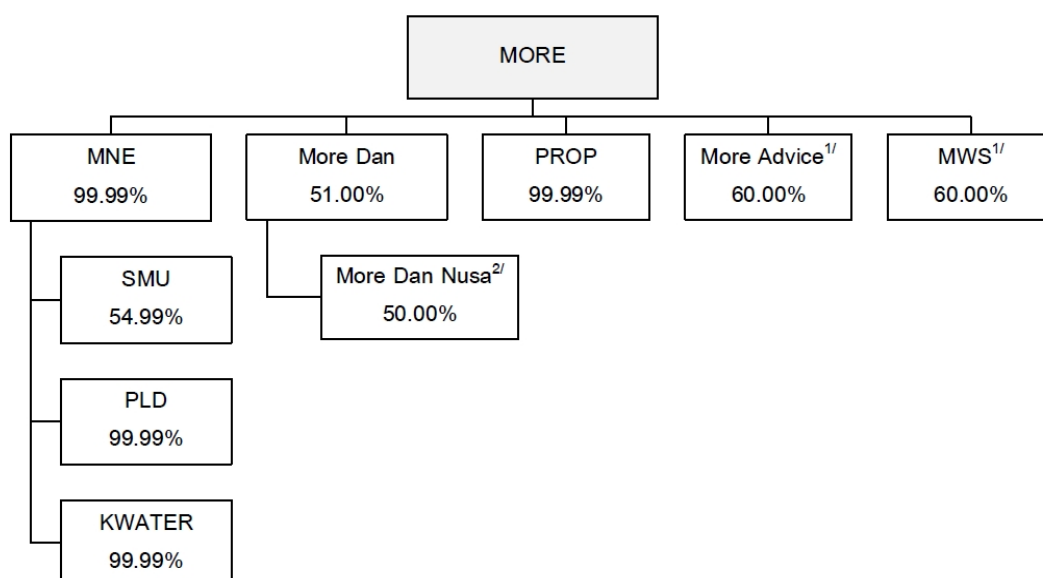 MORE
MNE
99.99%
More Dan
51.00%
PROP
99.99%
More Advice1/
60.00%
MWS1/
60.00%
SMU
54.99%
More Dan Nusa2/
50.00%
PLD
99.99%
KWATER
99.99%